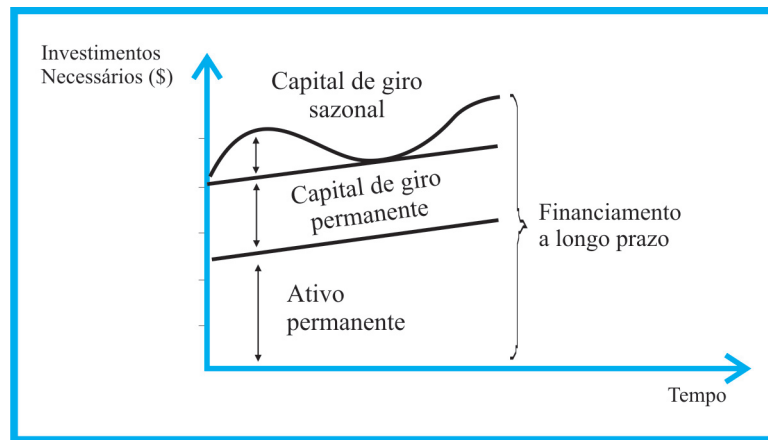 Investimentos
Necessários ($)
Capital de giro
sazonal
Capital de giro
permanente
Financiamento
a longo prazo
Ativo
permanente
Tempo